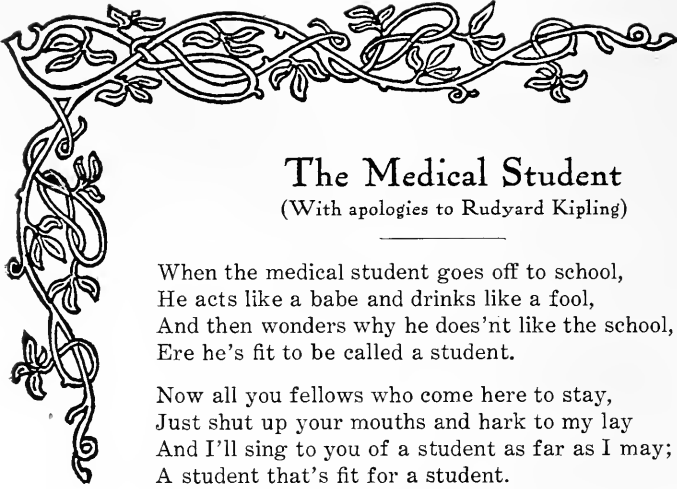 The Medical Student
(With apologies to Rudyard Kipling)
When the medical student goes off to school,
He acts like a babe and drinks like a fool,
And then wonders why he does'nt like the school,
Ere he's fit to be called a student.
Now all you fellows who come here to stay,
Just shut up your mouths and hark to my lay
And I'll sing to you of a student as far as I may;
A student that's fit for a student.